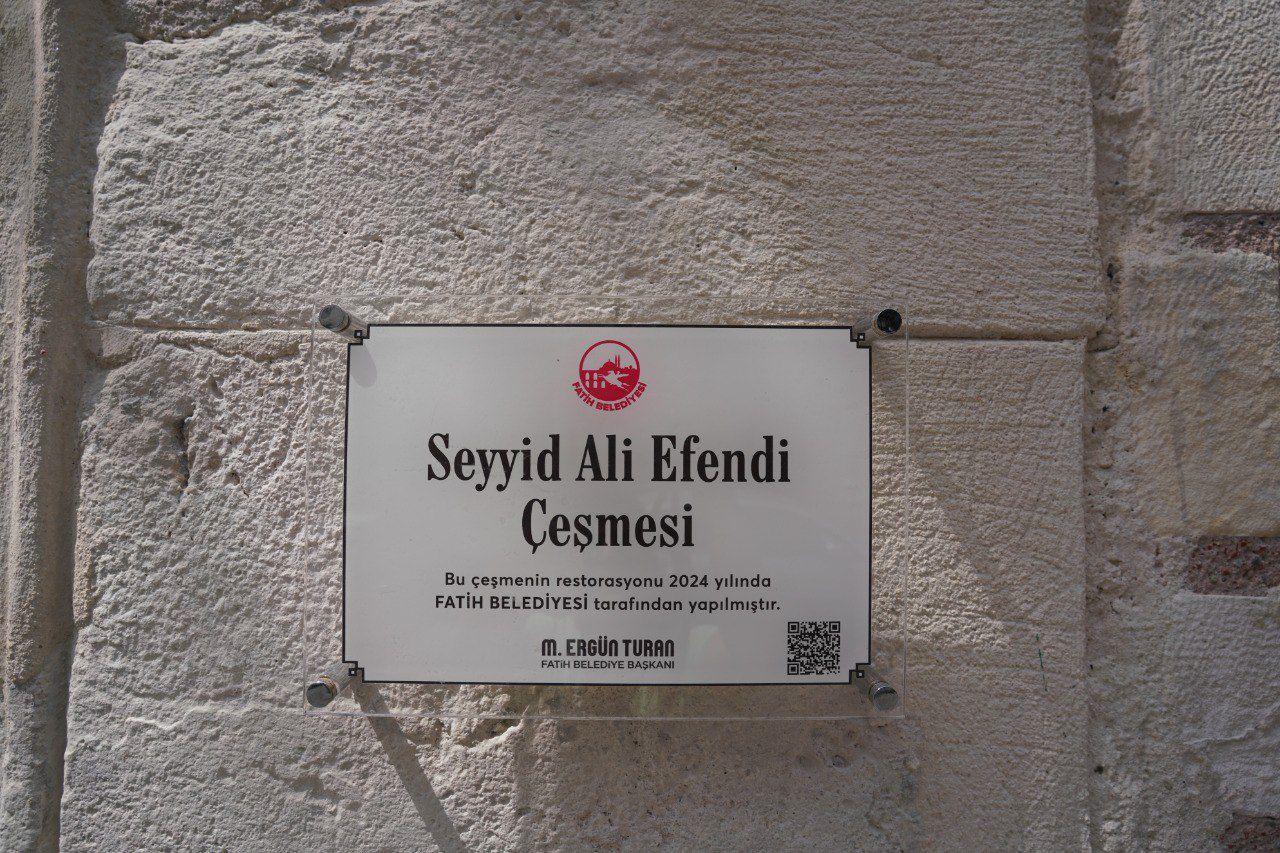 FATİH BELEDİYESİ
Seyyid Ali Efendi
Çeşmesi
Bu çeşmenin restorasyonu 2024 yılında
FATİH BELEDİYESİ tarafından yapılmıştır.
M. ERGÜN TURAN
FATİH BELEDİYE BAŞKANI